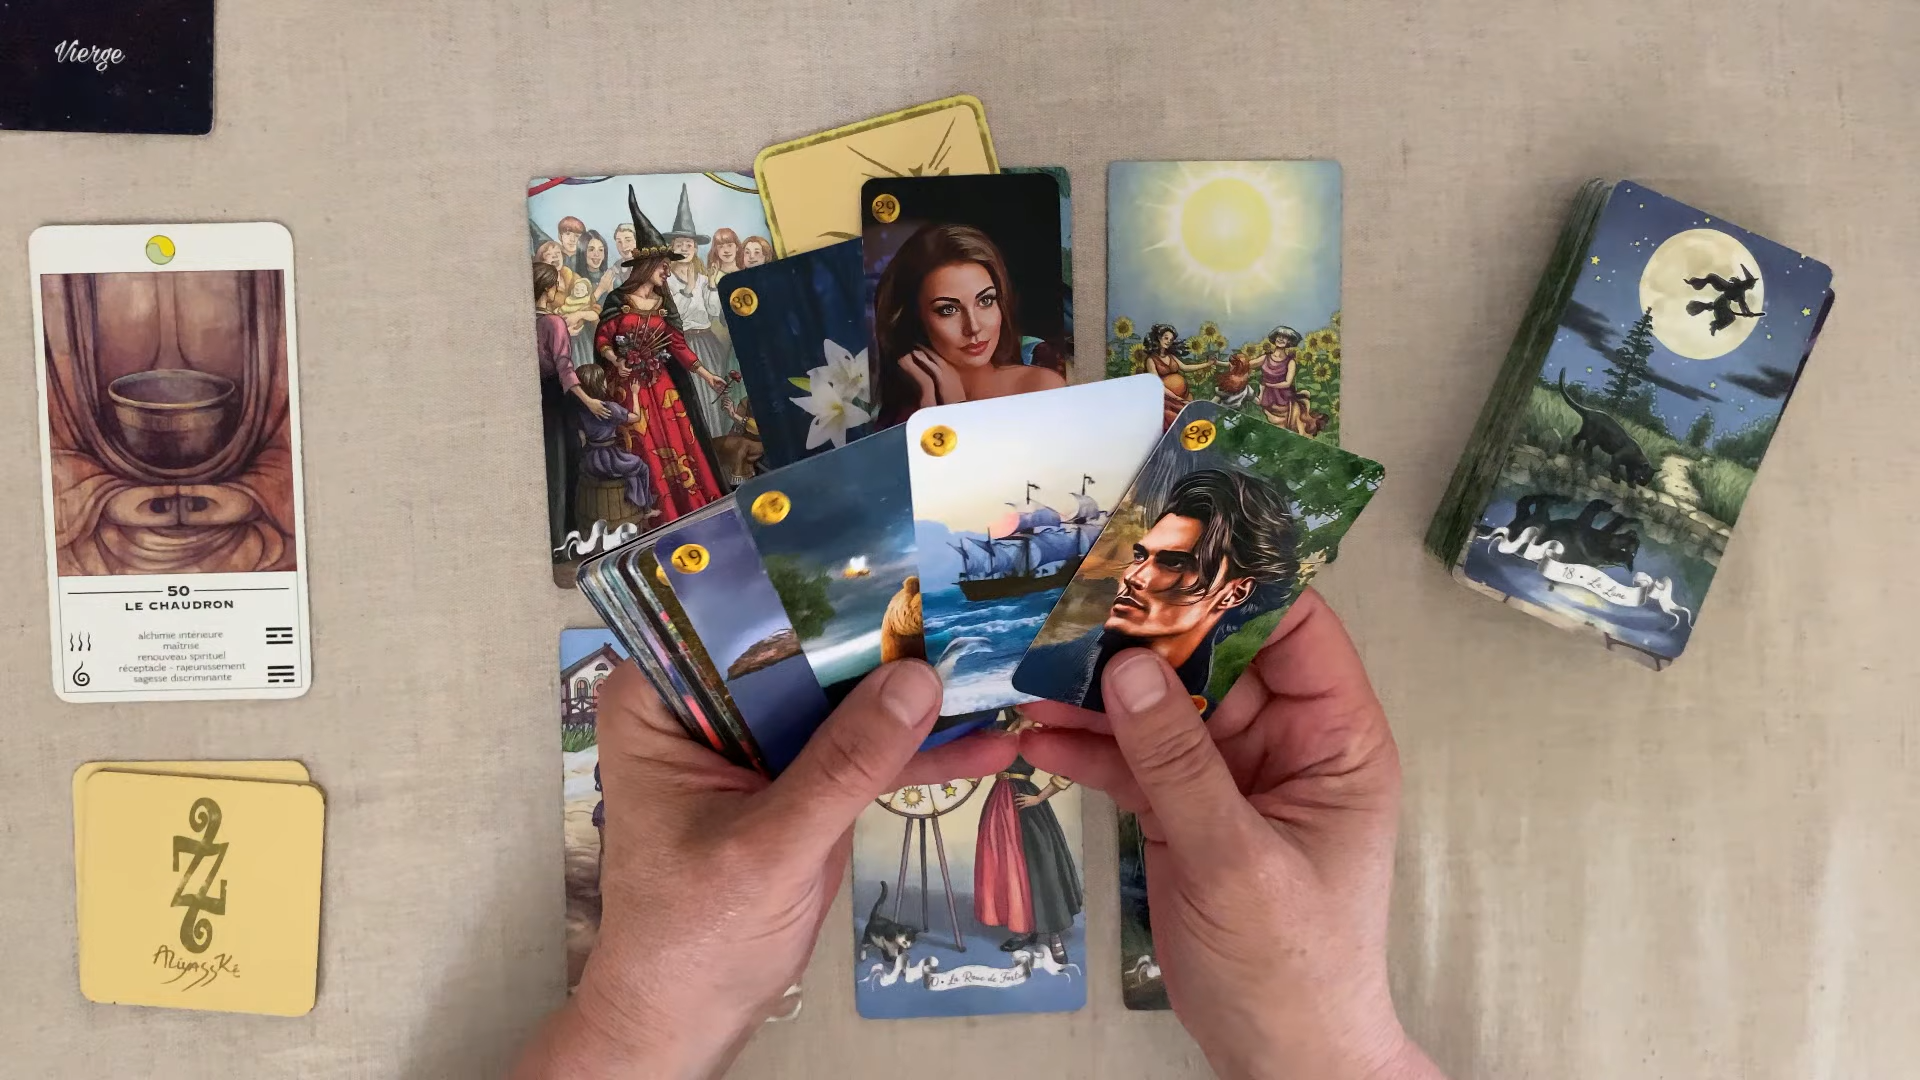 Vierge
29
30
3
28
19
50
LE CHAUDRON
alchimie intérieure
maîtrise
renouveau spirituel
réceptacle - rajeunissement
sagesse discriminante
18 • La Lune
La Roue de Fort